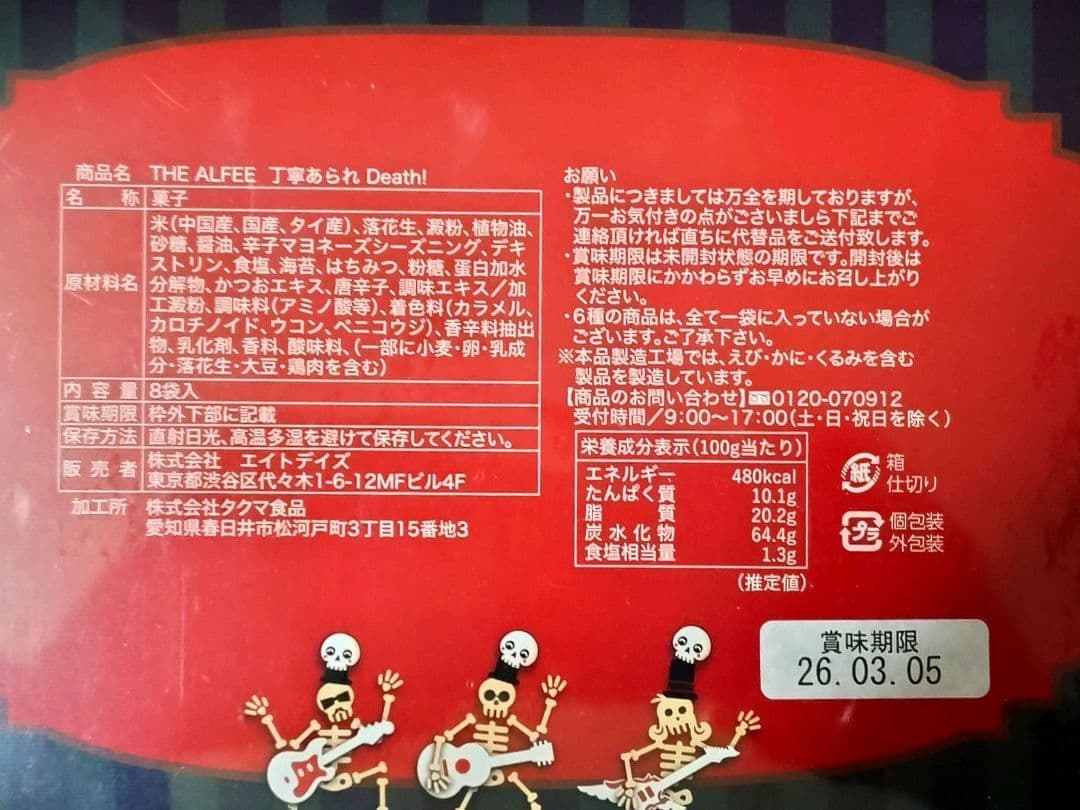 商品名 THE ALFEE 丁寧あられ Death!
名 称 菓子
原材料名
米(中国産、国産、タイ産)、落花生、澱粉、植物油、
砂糖、醤油、辛子マヨネーズシーズニング、デキ
ストリン、食塩、海苔、はちみつ、粉糖、蛋白加水
分解物、かつおエキス、唐辛子、調味エキス/加
工澱粉、調味料(アミノ酸等)、着色料(カラメル、
カロチノイド、ウコン、ベニコウジ)、香辛料抽出
物、乳化剤、香料、酸味料、(一部に小麦・卵・乳成
分・落花生・大豆・鶏肉を含む)
内 容 量 8袋入
賞味期限 枠外下部に記載
保存方法 直射日光、高温多湿を避けて保存してください。
販 売 者 株式会社 エイトデイズ
東京都渋谷区代々木1-6-12MFビル4F
加工所 株式会社タクマ食品
愛知県春日井市松河戸町3丁目15番地3
お願い
・製品につきましては万全を期しておりますが、
万一お気付きの点がございましら下記までご
連絡頂ければ直ちに代替品をご送付致します。
・賞味期限は未開封状態の期限です。開封後は
賞味期限にかかわらずお早めにお召し上がり
ください。
・6種の商品は、全て一袋に入っていない場合が
ございます。ご了承下さい。
※本品製造工場では、えび・かに・くるみを含む
製品を製造しています。
【商品のお問い合わせ】0120-070912
受付時間/9:00〜17:00(土・日・祝日を除く)
栄養成分表示(100g当たり)
エネルギー 480kcal
たんぱく質 10.1g
脂 質 20.2g
炭水化物 64.4g
食塩相当量 1.3g
(推定値)
紙 箱
仕切り
プラ 個包装
外包装
賞味期限
26.03.05